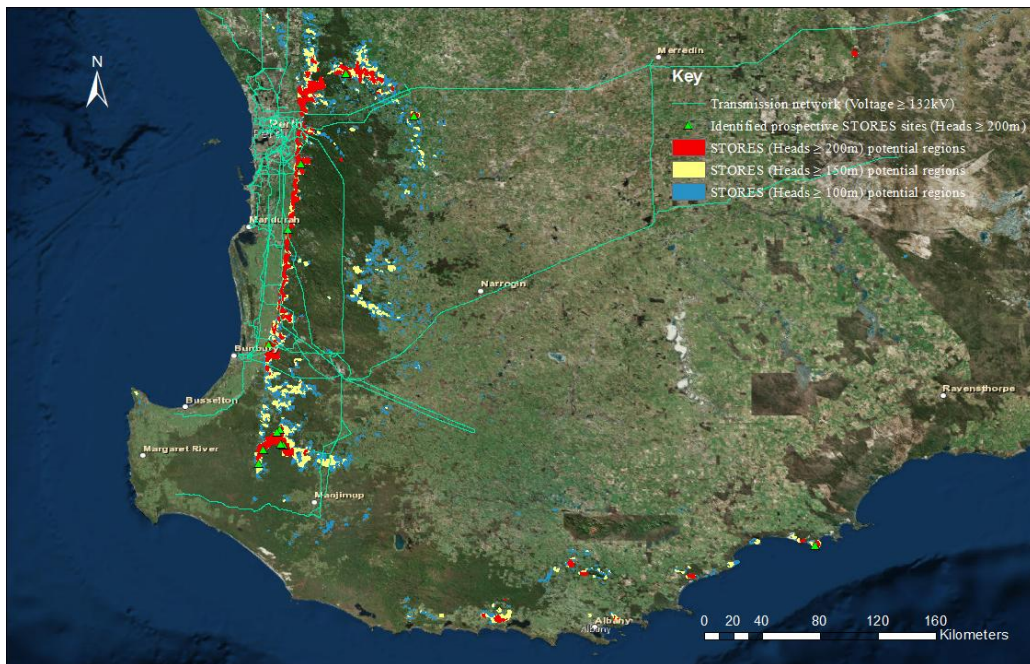 N
Merredin
Key
Transmission network (Voltage ≥ 132kV)
Identified prospective STORES sites (Heads ≥ 200m)
STORES (Heads ≥ 200m) potential regions
STORES (Heads ≥ 150m) potential regions
STORES (Heads ≥ 100m) potential regions
Perth
Mandurah
Narrogin
Bunbury
Busselton
Ravensthorpe
Margaret River
Manjimup
Albany
Albany
0 20 40 80 120 160
Kilometers